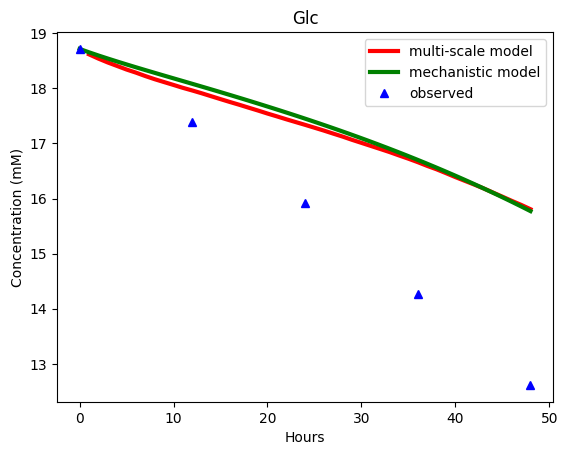 Glc
multi-scale model
mechanistic model
observed
Concentration (mM)
19
18
17
16
15
14
13
0
10
20
30
40
50
Hours